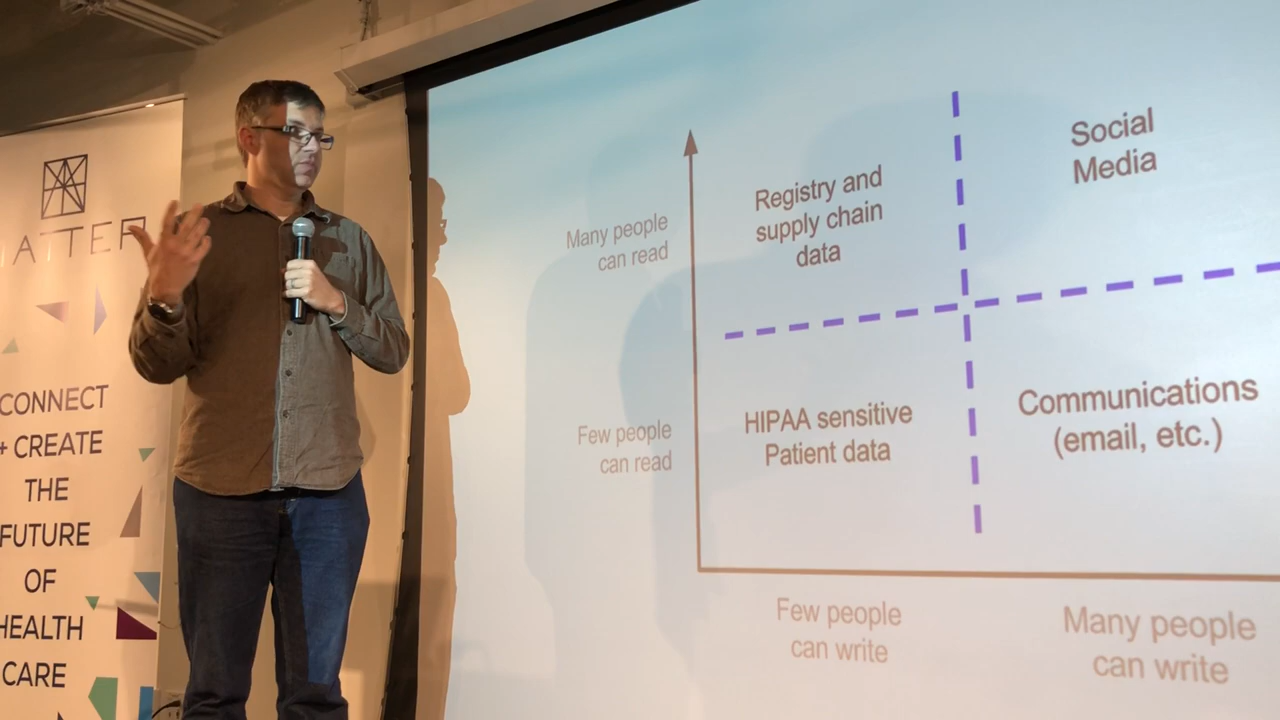 ATTER
CONNECT
+ CREATE
THE
FUTURE
OF
HEALTH
CARE
Many people
can read
Few people
can read
Registry and
supply chain
data
Social
Media
HIPAA sensitive
Patient data
Communications
(email, etc.)
Few people
can write
Many people
can write